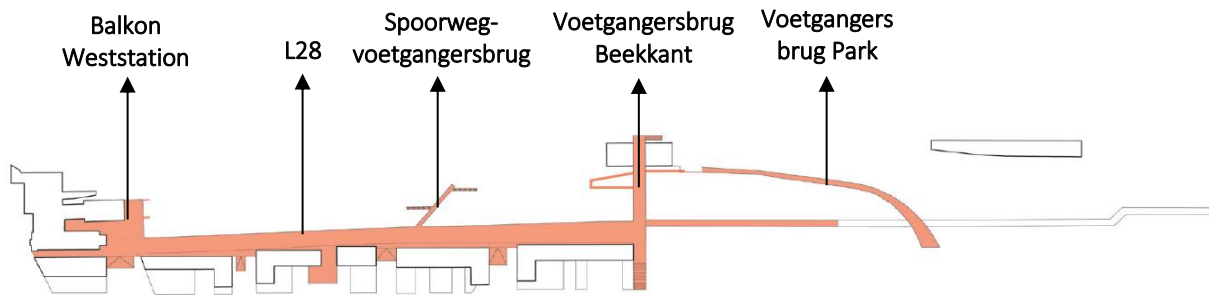 Balkon
Weststation
L28
Spoorweg-
voetgangersbrug
Voetgangersbrug
Beekkant
Voetgangers
brug Park